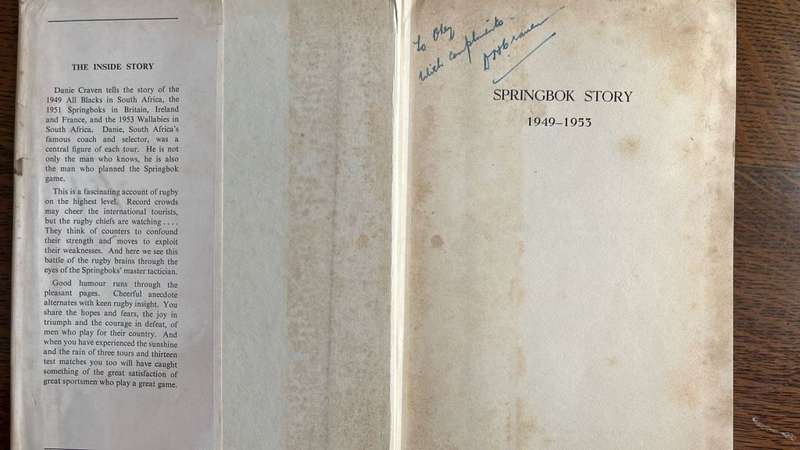 THE INSIDE STORY
Danie Craven tells the story of the
1949 All Blacks in South Africa, the
1951 Springboks in Britain, Ireland
and France, and the 1953 Wallabies in
South Africa. Danie, South Africa's
famous coach and selector, was a
central figure of each tour. He is not
only the man who knows, he is also
the man who planned the Springbok
game.
This is a fascinating account of rugby
on the highest level. Record crowds
may cheer the international tourists,
but the rugby chiefs are watching ....
They think of counters to confound
their strength and moves to exploit
their weaknesses. And here we see this
battle of the rugby brains through the
eyes of the Springboks' master tactician.
Good humour runs through the
pleasant pages. Cheerful anecdote
alternates with keen rugby insight. You
share the hopes and fears, the joy in
triumph and the courage in defeat, of
men who play for their country. And
when you have experienced the sunshine
and the rain of three tours and thirteen
test matches you too will have caught
something of the great satisfaction of
great sportsmen who play a great game.
To
With compliments
DHCraven
SPRINGBOK STORY
1949–1953